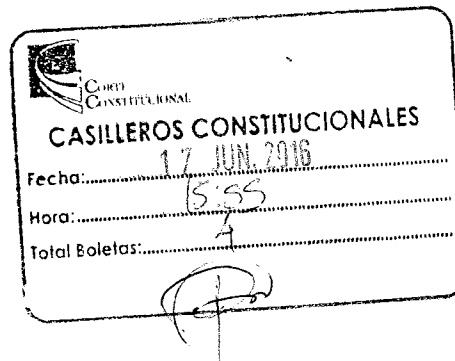 CORTE
CONSTITUCIONAL
CASILLEROS CONSTITUCIONALES
Fecha: 17 JUN. 2016
Hora: 15:55
Total Boletas: 4